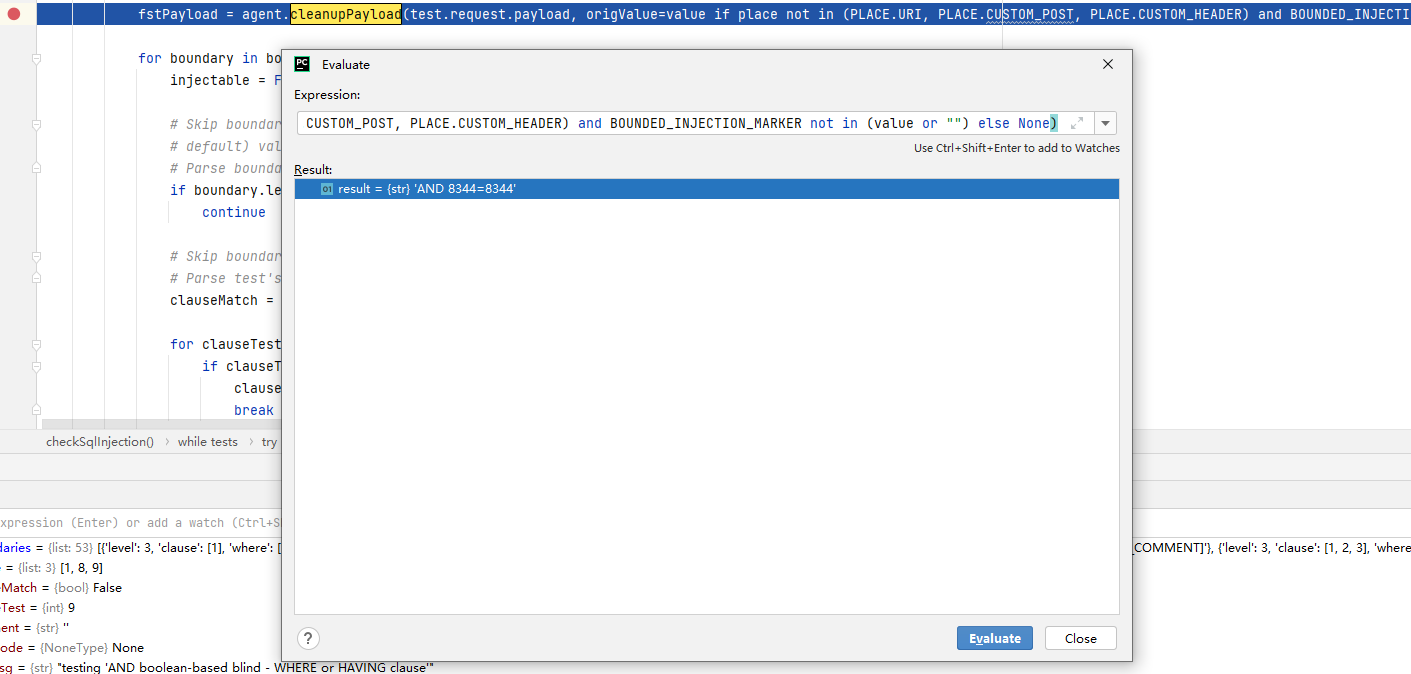 fstPayload = agent.cleanupPayload(test.request.payload, origValue=value if place not in (PLACE.URI, PLACE.CUSTOM_POST, PLACE.CUSTOM_HEADER) and BOUNDED_INJECTI
for boundary in bo
injectable = F
# Skip boundar
# default) val
# Parse bounda
if boundary.le
continue
# Skip boundar
# Parse test's
clauseMatch =
for clauseTest
if clauseT
clause
break
PC Evaluate
Expression:
CUSTOM_POST, PLACE.CUSTOM_HEADER) and BOUNDED_INJECTION_MARKER not in (value or "") else None)
Use Ctrl+Shift+Enter to add to Watches
Result:
01 result = {str} 'AND 8344=8344'
? Evaluate Close
checkSqlInjection() › while tests › try
xpression (Enter) or add a watch (Ctrl+S
daries = {list: 53} [{'level': 3, 'clause': [1], 'where': [ COMMENT]'}, {'level': 3, 'clause': [1, 2, 3], 'where
= {list: 3} [1, 8, 9]
Match = {bool} False
Test = {int} 9
ent = {str} ''
ode = {NoneType} None
sg = {str} "testing 'AND boolean-based blind - WHERE or HAVING clause'"